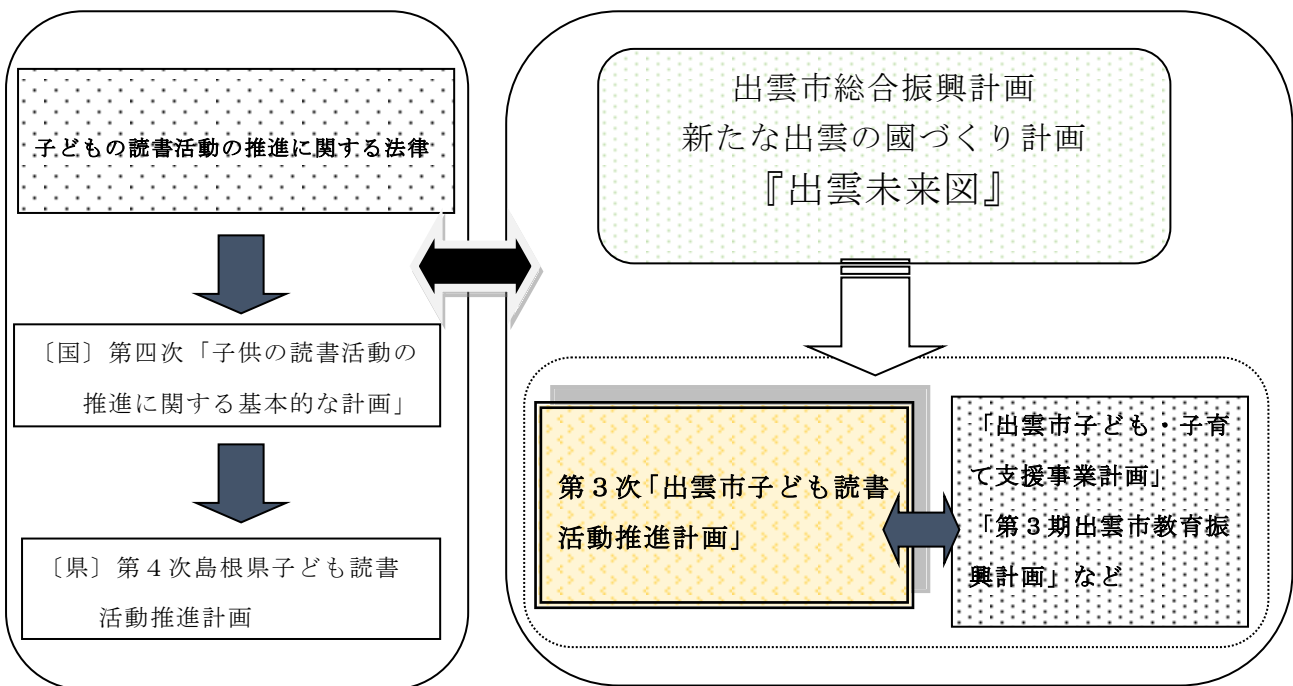 子どもの読書活動の推進に関する法律
〔国〕第四次「子供の読書活動の
推進に関する基本的な計画」
〔県〕第4次島根県子ども読書
活動推進計画
出雲市総合振興計画
新たな出雲の國づくり計画
『出雲未来図』
第3次「出雲市子ども読書
活動推進計画」
「出雲市子ども・子育
て支援事業計画」
「第3期出雲市教育振
興計画」など